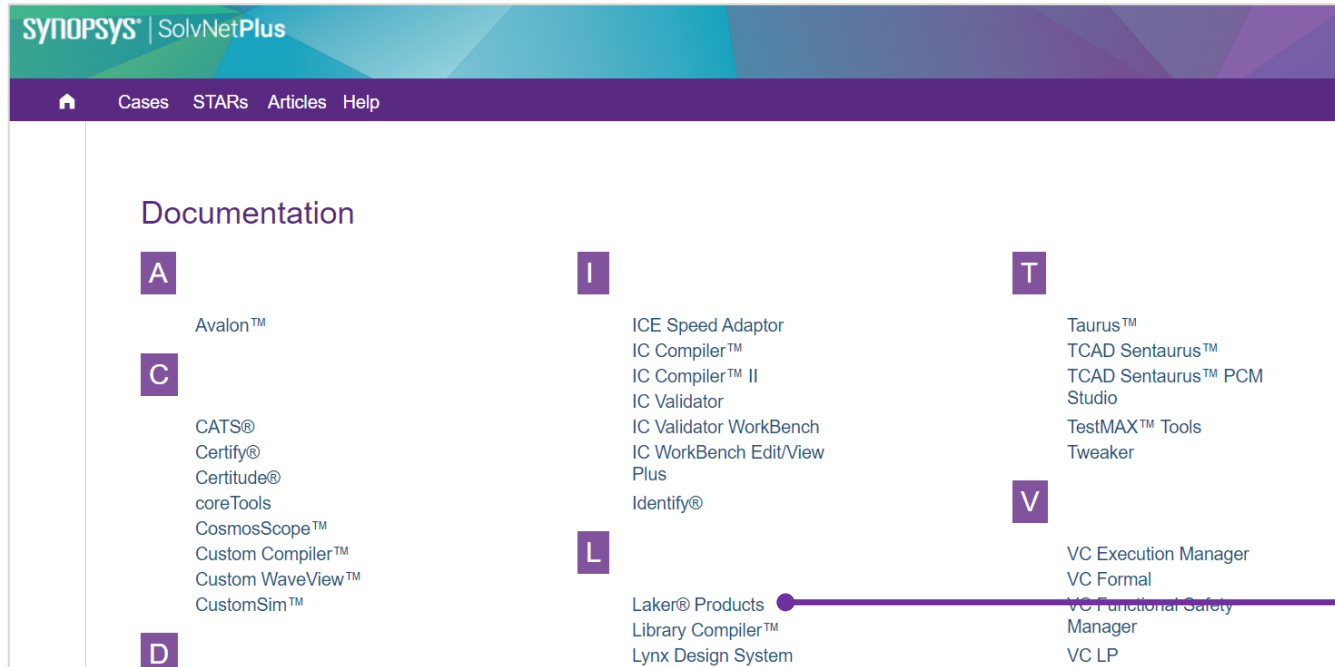 SYNOPSYS® | SolvNetPlus
Cases STARs Articles Help
Documentation
A
Avalon™
C
CATS®
Certify®
Certitude®
coreTools
CosmosScope™
Custom Compiler™
Custom WaveView™
CustomSim™
D
I
ICE Speed Adaptor
IC Compiler™
IC Compiler™ II
IC Validator
IC Validator WorkBench
IC WorkBench Edit/View
Plus
Identify®
L
Laker® Products
Library Compiler™
Lynx Design System
T
Taurus™
TCAD Sentaurus™
TCAD Sentaurus™ PCM
Studio
TestMAX™ Tools
Tweaker
V
VC Execution Manager
VC Formal
VC Functional Safety
Manager
VC LP